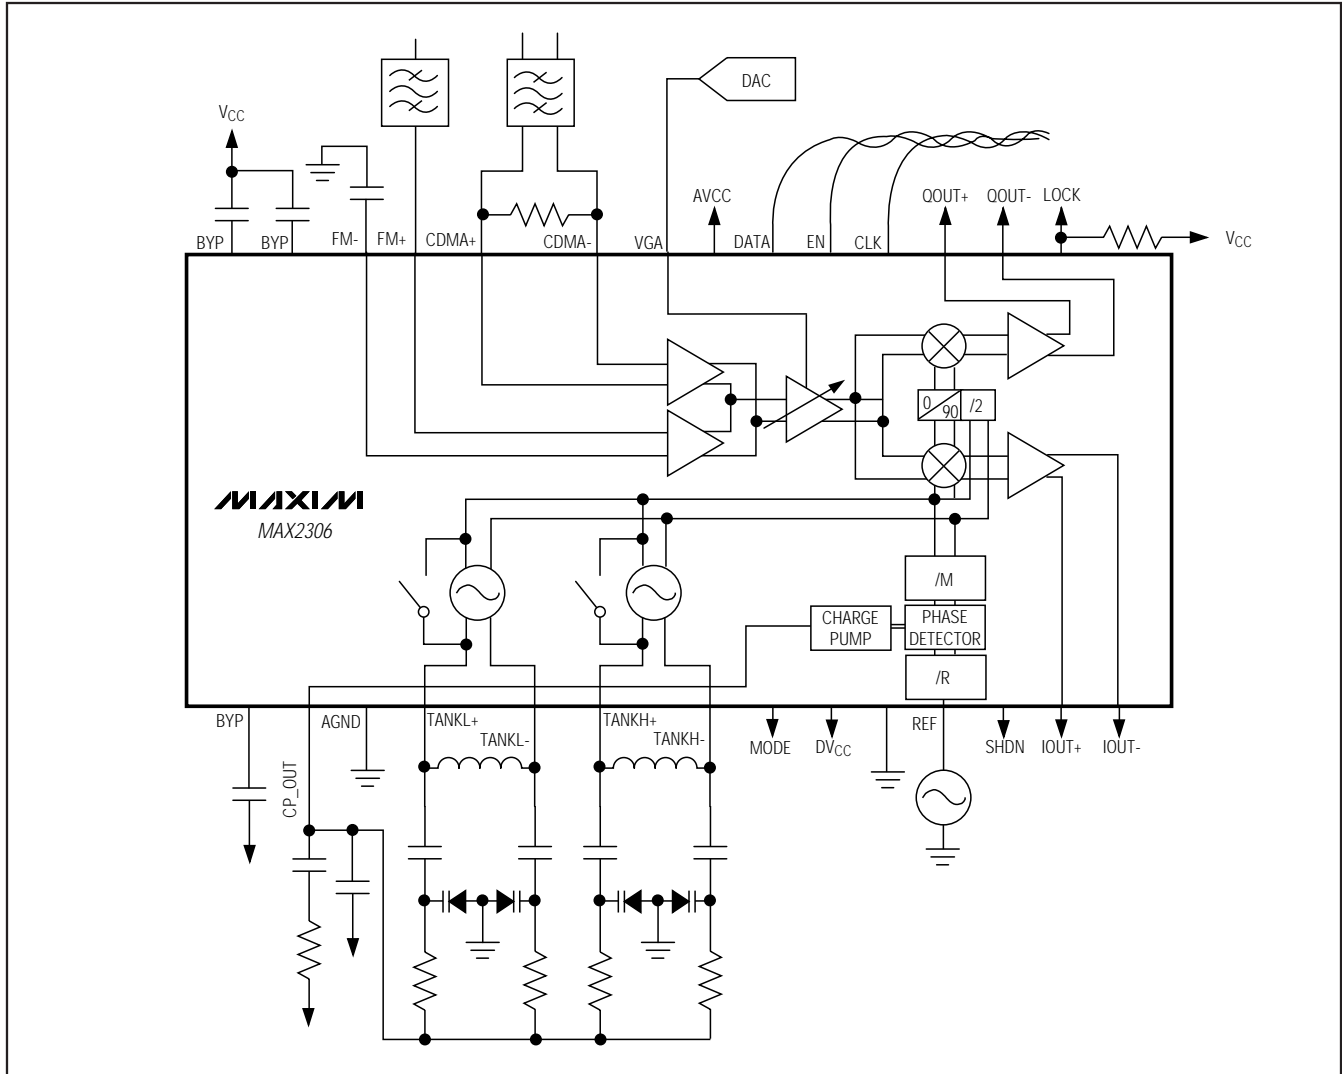 DAC
VCC
AVCC
QOUT+
QOUT-
LOCK
BYP
BYP
FM-
FM+
CDMA+
CDMA-
VGA
DATA
EN
CLK
VCC
0
90
/2
MAXIM
MAX2306
/M
CHARGE
PUMP
PHASE
DETECTOR
/R
BYP
AGND
TANKL+
TANKL-
TANKH+
TANKH-
MODE
DVCC
REF
SHDN
IOUT+
IOUT-
CP_OUT